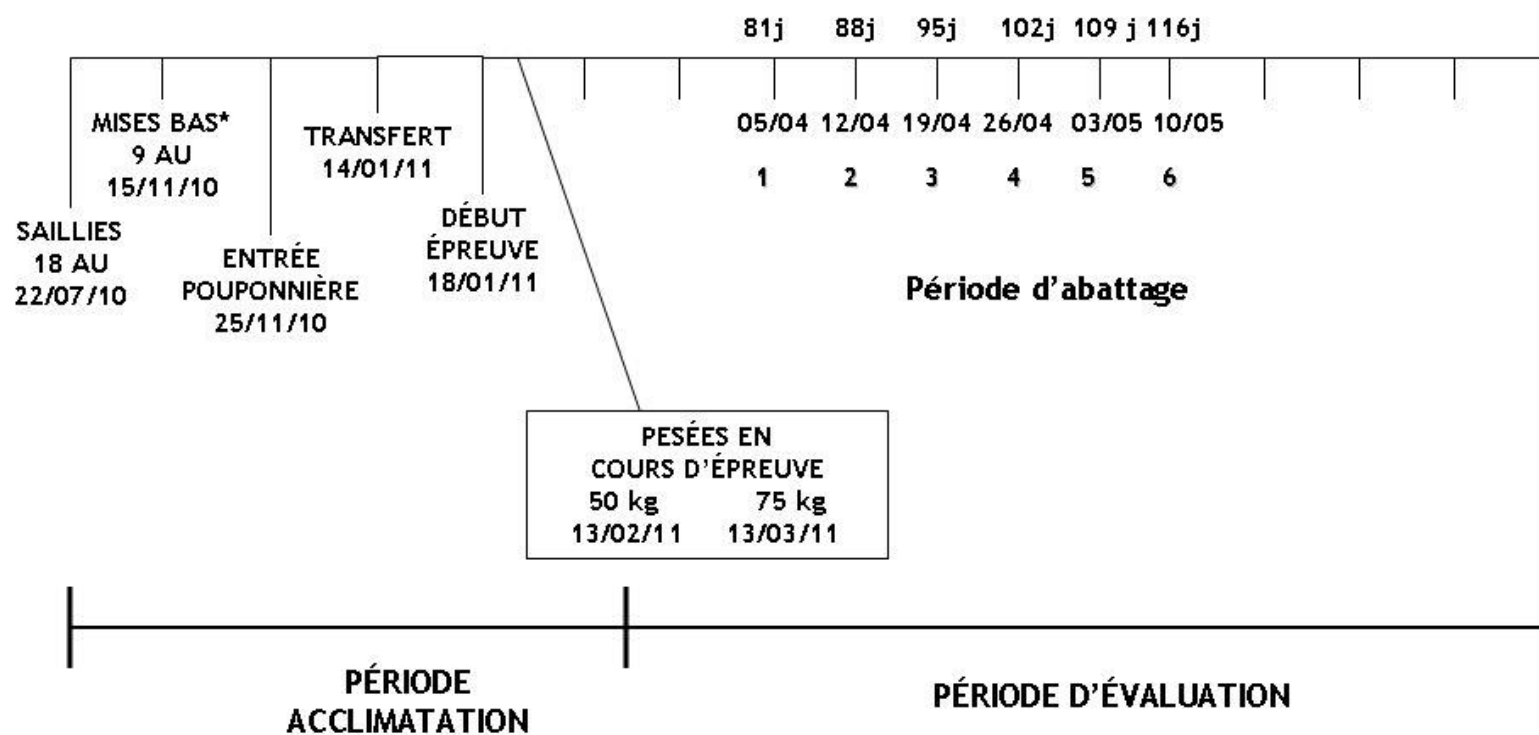 81j 88j 95j 102j 109 j 116j
05/04 12/04 19/04 26/04 03/05 10/05
1 2 3 4 5 6
MISES BAS*
9 AU
15/11/10
TRANSFERT
14/01/11
SAILLIES
18 AU
22/07/10
ENTRÉE
POUPONNIÈRE
25/11/10
DÉBUT
ÉPREUVE
18/01/11
Période d'abattage
PESÉES EN
COURS D'ÉPREUVE
50 kg 75 kg
13/02/11 13/03/11
PÉRIODE
ACCLIMATATION
PÉRIODE D'ÉVALUATION